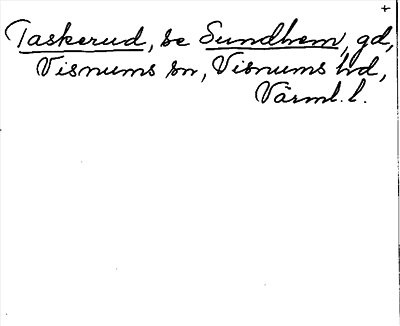 +
Taskerud, se Sundhem, gd,
Visnums sn, Visnums hd,
Värml. l.